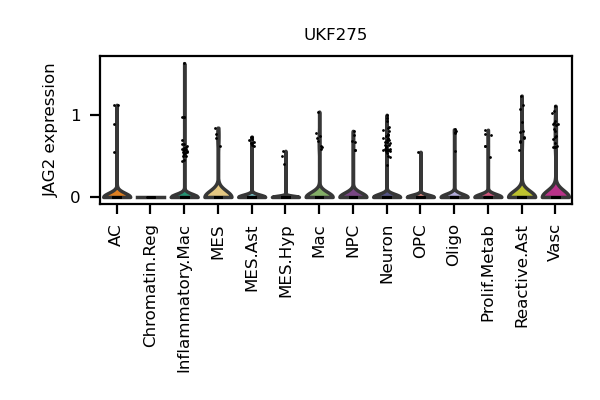 UKF275
JAG2 expression
1
0
AC
Chromatin.Reg
Inflammatory.Mac
MES
MES.Ast
MES.Hyp
Mac
NPC
Neuron
OPC
Oligo
Prolif.Metab
Reactive.Ast
Vasc